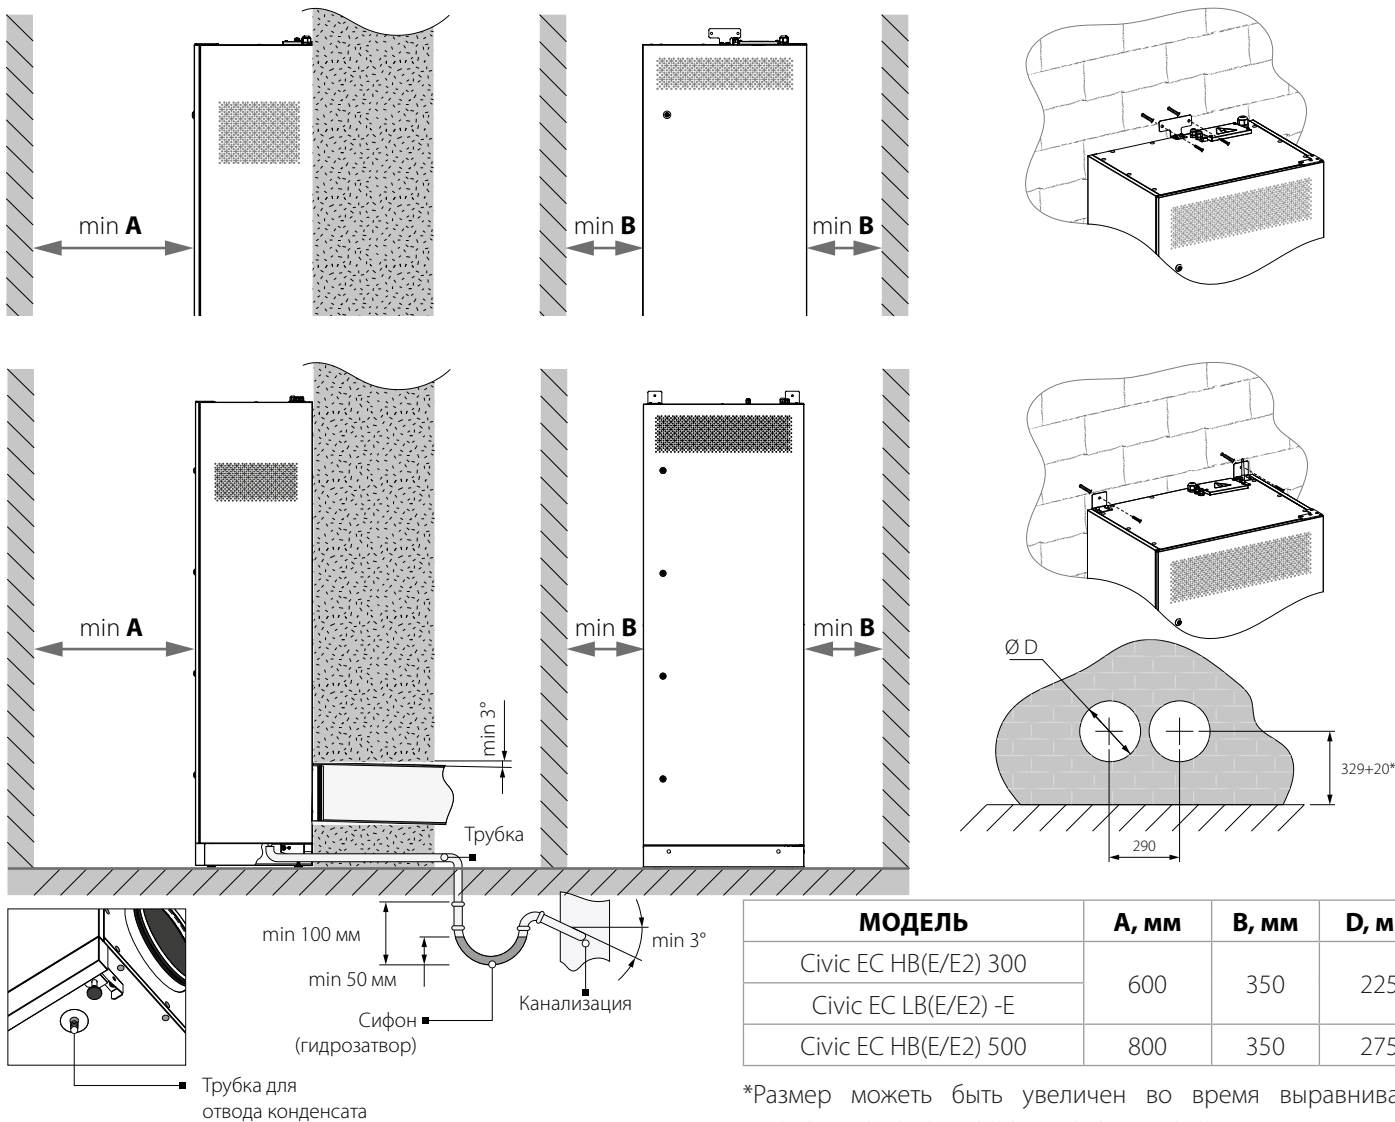 min A
min B
min B
min A
min B
min B
min 3°
Ø D
329+20*
290
Трубка
min 100 мм
min 50 мм
min 3°
Сифон
(гидрозатвор)
Канализация
Трубка для
отвода конденсата
МОДЕЛЬ A, мм B, мм D, м
Civic EC HB(E/E2) 300 600 350 225
Civic EC LB(E/E2) -E
Civic EC HB(E/E2) 500 800 350 275
*Размер можеть быть увеличен во время выравнива